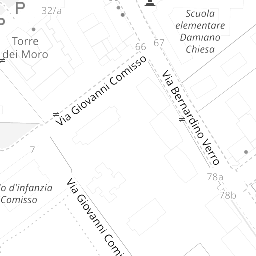 P
32/a
Scuola
elementare
Damiano
Chiesa
Torre
dei Moro
66
67
Via Giovanni Comisso
Via Bernardino Verro
7
o d'infanzia
Comisso
78a
78b
Via Giovanni Comi